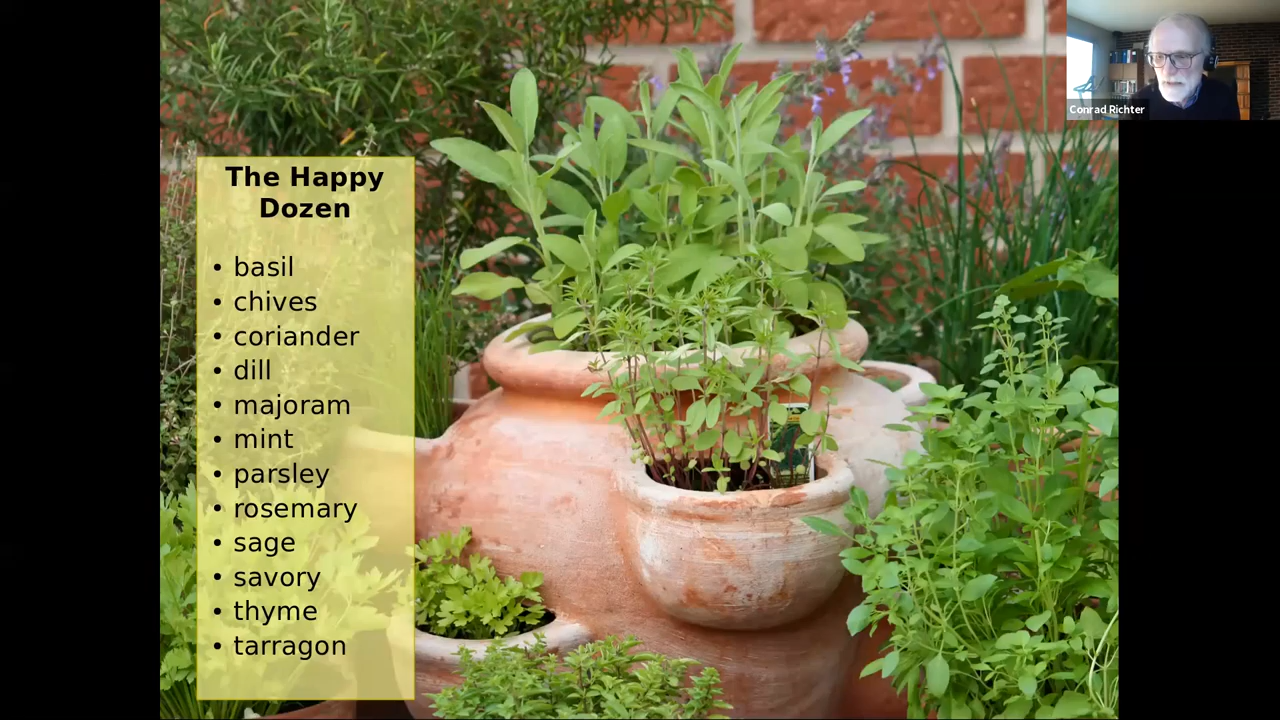 Conrad Richter
The Happy
Dozen
• basil
• chives
• coriander
• dill
• majoram
• mint
• parsley
• rosemary
• sage
• savory
• thyme
• tarragon